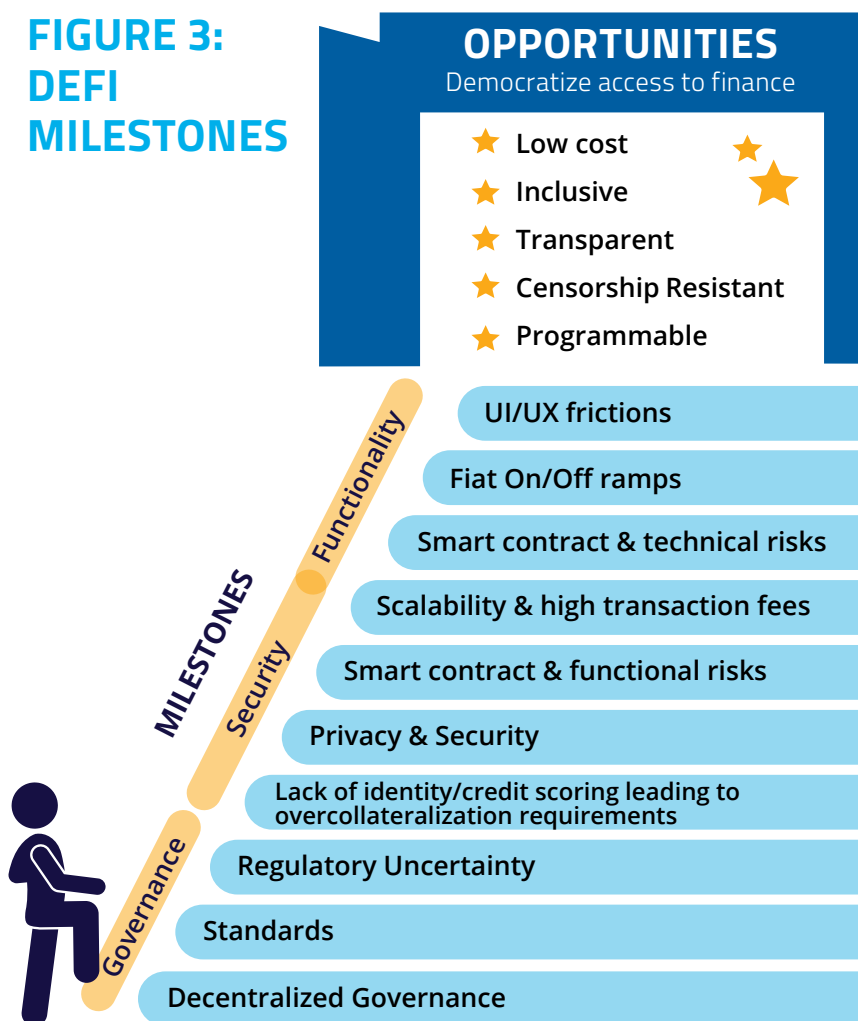 FIGURE 3:
DEFI
MILESTONES
OPPORTUNITIES
Democratize access to finance
Low cost
Inclusive
Transparent
Censorship Resistant
Programmable
MILESTONES
Functionality
Security
Governance
UI/UX frictions
Fiat On/Off ramps
Smart contract & technical risks
Scalability & high transaction fees
Smart contract & functional risks
Privacy & Security
Lack of identity/credit scoring leading to
overcollateralization requirements
Regulatory Uncertainty
Standards
Decentralized Governance